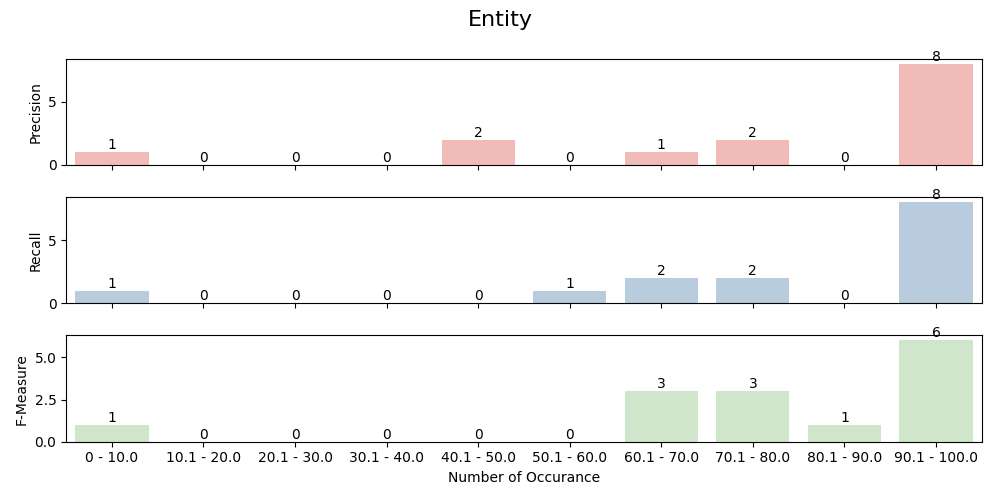 Entity
Precision
5
0
1 0 0 0 2 0 1 2 0 8
Recall
5
0
1 0 0 0 0 1 2 2 0 8
F-Measure
5.0
2.5
0.0
1 0 0 0 0 0 3 3 1 6
0 - 10.0 10.1 - 20.0 20.1 - 30.0 30.1 - 40.0 40.1 - 50.0 50.1 - 60.0 60.1 - 70.0 70.1 - 80.0 80.1 - 90.0 90.1 - 100.0
Number of Occurance